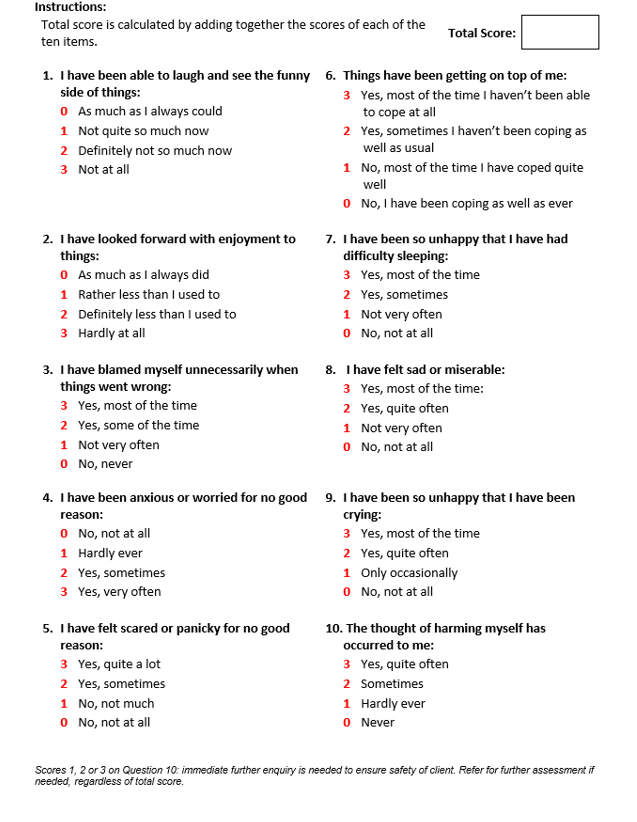 Instructions:
Total score is calculated by adding together the scores of each of the
ten items.
Total Score:
1. I have been able to laugh and see the funny
side of things:
0 As much as I always could
1 Not quite so much now
2 Definitely not so much now
3 Not at all
2. I have looked forward with enjoyment to
things:
0 As much as I always did
1 Rather less than I used to
2 Definitely less than I used to
3 Hardly at all
3. I have blamed myself unnecessarily when
things went wrong:
3 Yes, most of the time
2 Yes, some of the time
1 Not very often
0 No, never
4. I have been anxious or worried for no good
reason:
0 No, not at all
1 Hardly ever
2 Yes, sometimes
3 Yes, very often
5. I have felt scared or panicky for no good
reason:
3 Yes, quite a lot
2 Yes, sometimes
1 No, not much
0 No, not at all
6. Things have been getting on top of me:
3 Yes, most of the time I haven’t been able
to cope at all
2 Yes, sometimes I haven’t been coping as
well as usual
1 No, most of the time I have coped quite
well
0 No, I have been coping as well as ever
7. I have been so unhappy that I have had
difficulty sleeping:
3 Yes, most of the time
2 Yes, sometimes
1 Not very often
0 No, not at all
8. I have felt sad or miserable:
3 Yes, most of the time:
2 Yes, quite often
1 Not very often
0 No, not at all
9. I have been so unhappy that I have been
crying:
3 Yes, most of the time
2 Yes, quite often
1 Only occasionally
0 No, not at all
10. The thought of harming myself has
occurred to me:
3 Yes, quite often
2 Sometimes
1 Hardly ever
0 Never
Scores 1, 2 or 3 on Question 10: immediate further enquiry is needed to ensure safety of client. Refer for further assessment if
needed, regardless of total score.